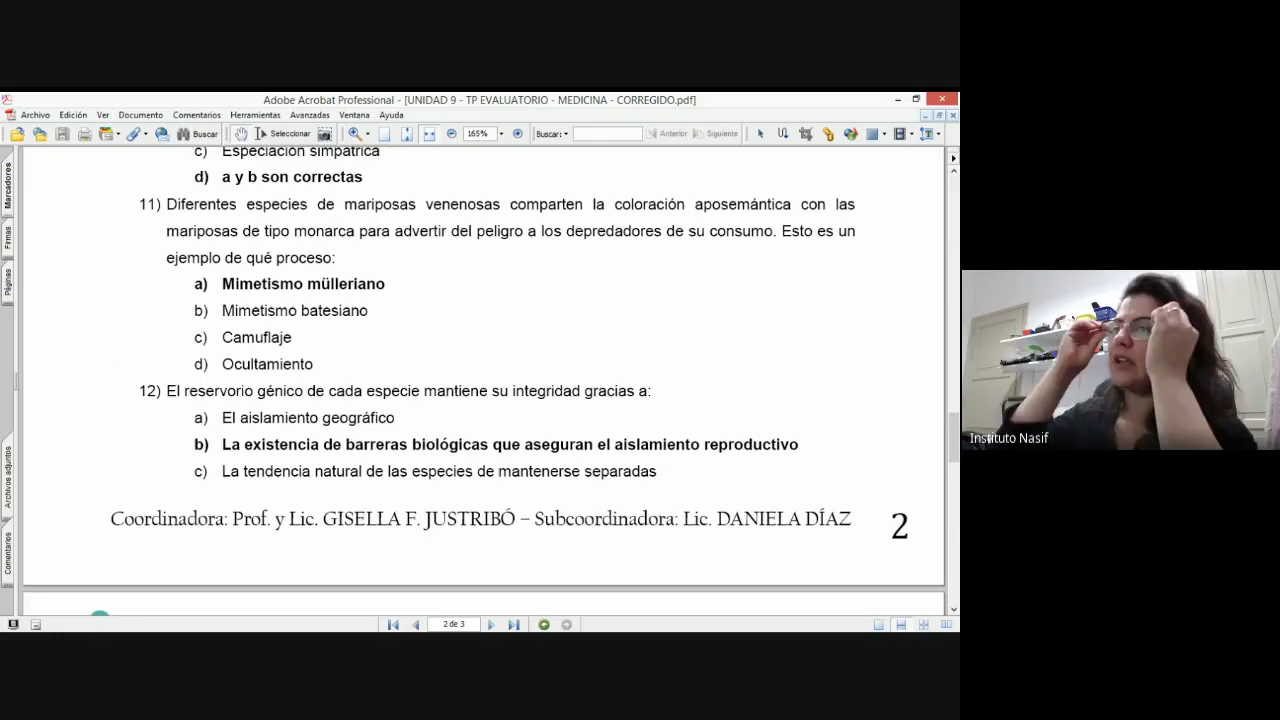 Adobe Acrobat Professional - [UNIDAD 9 - TP EVALUATORIO - MEDICINA - CORREGIDO.pdf]
Archivo Edición Ver Documento Comentarios Herramientas Avanzadas Ventana Ayuda
Buscar Seleccionar 165% Buscar: Anterior Siguiente
Marcadores
Firmas
Páginas
Archivos adjuntos
Comentarios
c) Especiación simpátrica
d) a y b son correctas
11) Diferentes especies de mariposas venenosas comparten la coloración aposemántica con las
mariposas de tipo monarca para advertir del peligro a los depredadores de su consumo. Esto es un
ejemplo de qué proceso:
a) Mimetismo mülleriano
b) Mimetismo batesiano
c) Camuflaje
d) Ocultamiento
12) El reservorio génico de cada especie mantiene su integridad gracias a:
a) El aislamiento geográfico
b) La existencia de barreras biológicas que aseguran el aislamiento reproductivo
c) La tendencia natural de las especies de mantenerse separadas
Coordinadora: Prof. y Lic. GISELLA F. JUSTRIBÓ – Subcoordinadora: Lic. DANIELA DÍAZ
2
2 de 3
Instituto Nasif